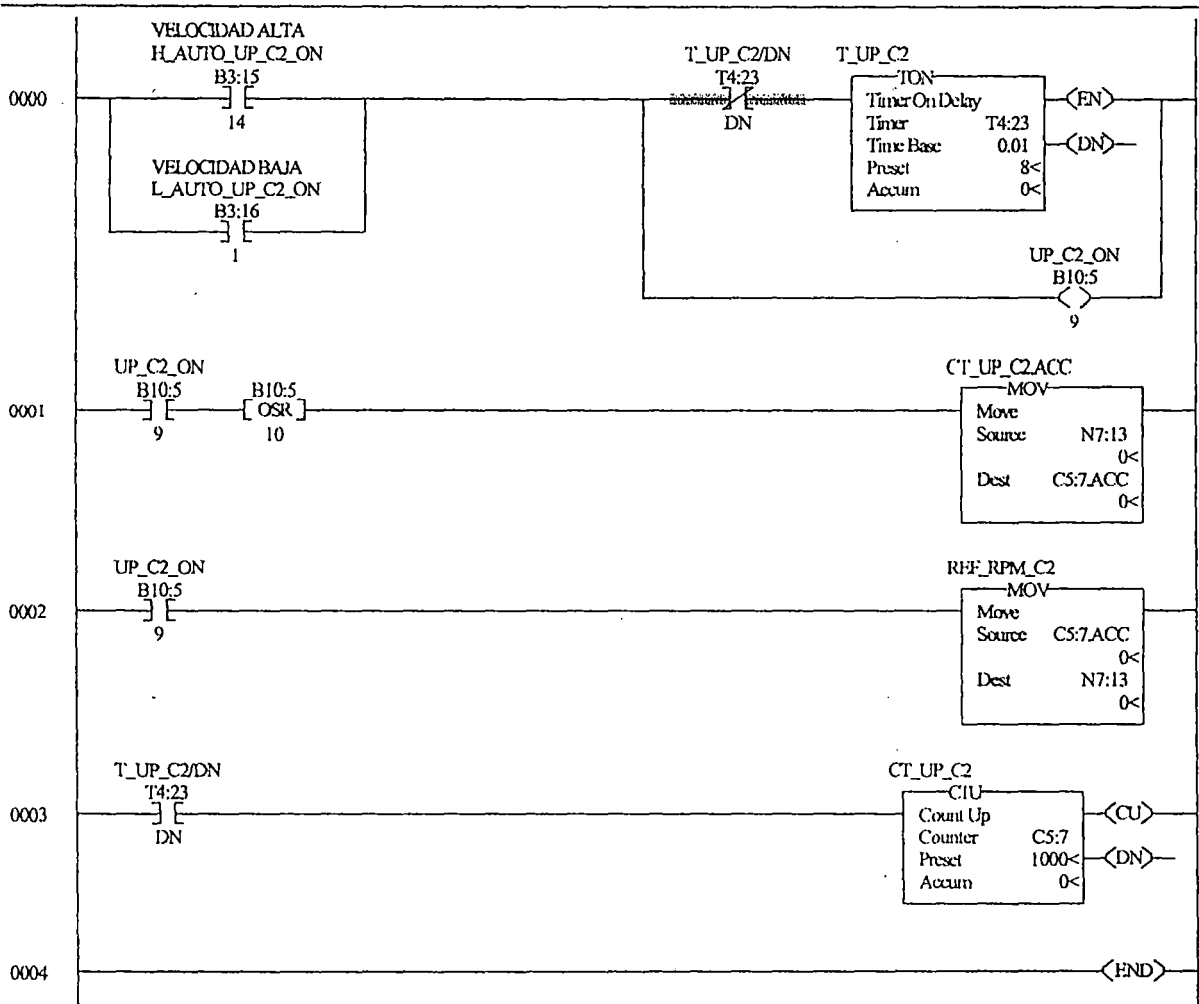 VELOCIDAD ALTA
H_AUTO_UP_C2_ON
B3:15
14
VELOCIDAD BAJA
L_AUTO_UP_C2_ON
B3:16
1
0000
T_UP_C2/DN
T4:23
DN
T_UP_C2
TON
Timer On Delay
Timer T4:23
Time Base 0.01
Preset 8<
Accum 0<
EN
DN
UP_C2_ON
B10:5
9
0001
UP_C2_ON
B10:5
9
B10:5
OSR
10
CT_UP_C2.ACC
MOV
Move
Source N7:13
0<
Dest C5:7.ACC
0<
0002
UP_C2_ON
B10:5
9
REF_RPM_C2
MOV
Move
Source C5:7.ACC
0<
Dest N7:13
0<
0003
T_UP_C2/DN
T4:23
DN
CT_UP_C2
CTU
Count Up
Counter C5:7
Preset 1000<
Accum 0<
CU
DN
0004
END